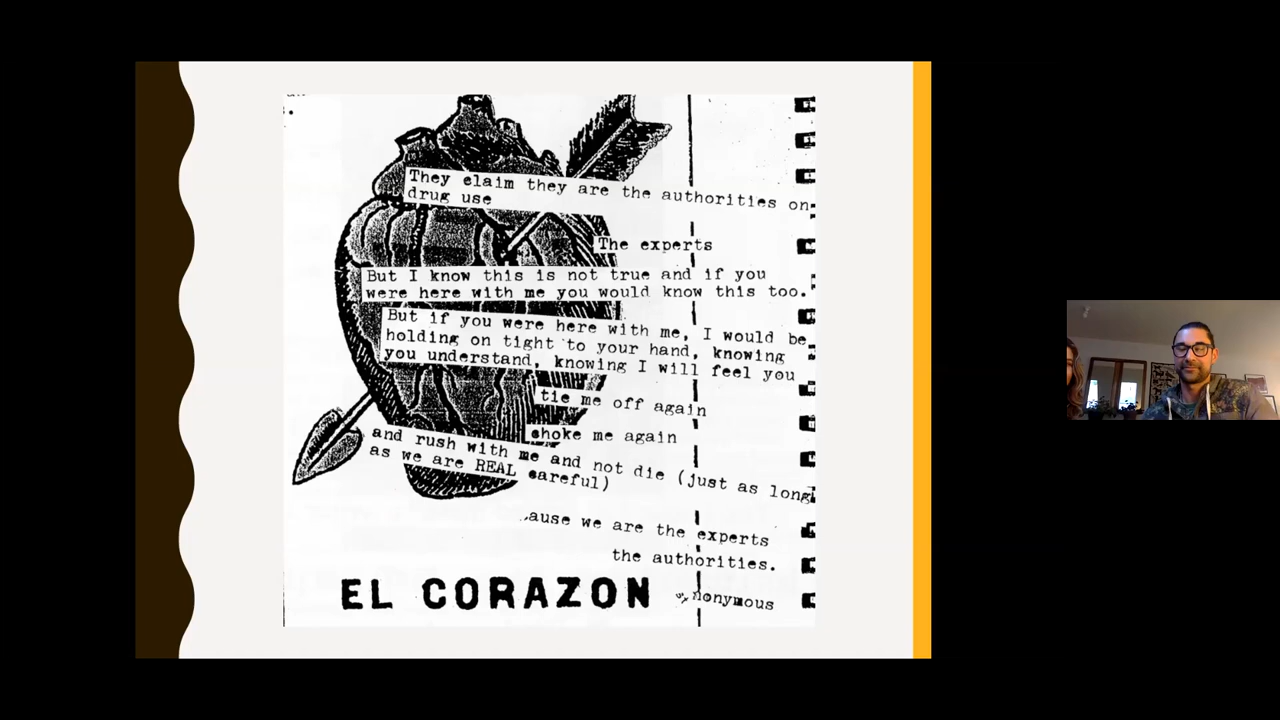 They claim they are the authorities on
drug use
The experts
But I know this is not true and if you
were here with me you would know this too.
But if you were here with me, I would be
holding on tight to your hand, knowing
you understand, knowing I will feel you
tie me off again
choke me again
and rush with me and not die (just as long
as we are REAL careful)
ause we are the experts
the authorities.
EL CORAZON
nonymous